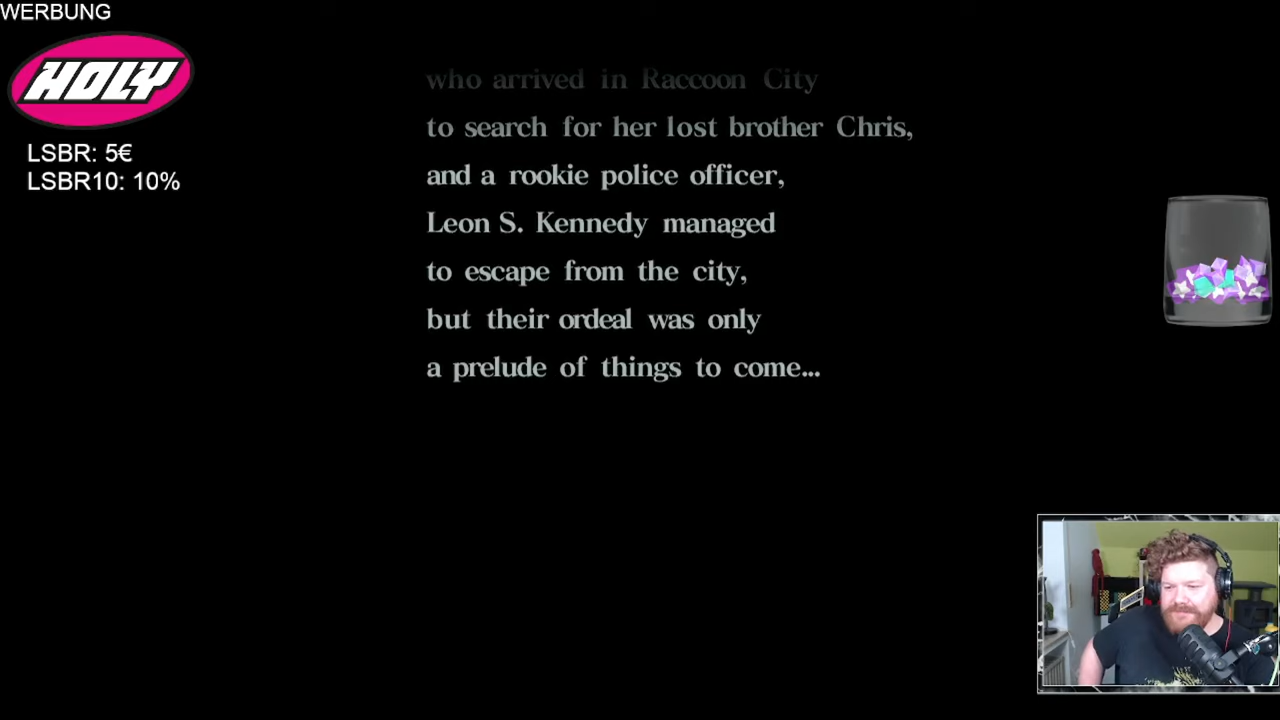 WERBUNG
HOLY
LSBR: 5€
LSBR10: 10%
who arrived in Raccoon City
to search for her lost brother Chris,
and a rookie police officer,
Leon S. Kennedy managed
to escape from the city,
but their ordeal was only
a prelude of things to come...